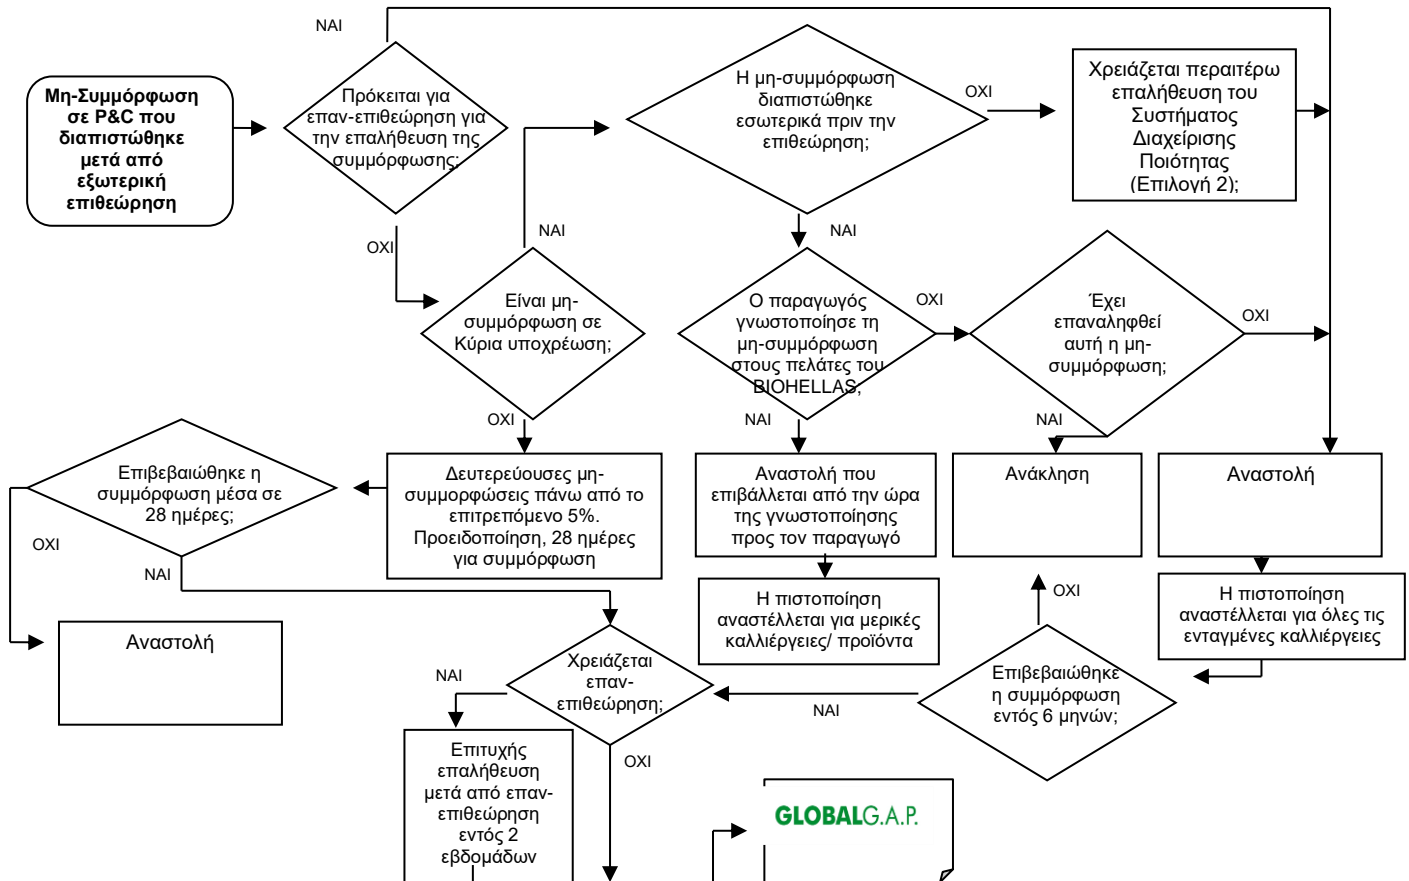 ΝΑΙ
Μη-Συμμόρφωση
σε P&C που
διαπιστώθηκε
μετά από
εξωτερική
επιθεώρηση
Πρόκειται για
επαν-επιθεώρηση για
την επαλήθευση της
συμμόρφωσης;
Η μη-συμμόρφωση
διαπιστώθηκε
εσωτερικά πριν την
επιθεώρηση;
ΟΧΙ
Χρειάζεται περαιτέρω
επαλήθευση του
Συστήματος
Διαχείρισης
Ποιότητας
(Επιλογή 2);
ΟΧΙ
ΝΑΙ
ΝΑΙ
Είναι μη-
συμμόρφωση σε
Κύρια υποχρέωση;
Ο παραγωγός
γνωστοποίησε τη
μη-συμμόρφωση
στους πελάτες του
BIOHELLAS;
ΟΧΙ
Έχει
επαναληφθεί
αυτή η μη-
συμμόρφωση;
ΟΧΙ
ΟΧΙ
ΝΑΙ
ΝΑΙ
Επιβεβαιώθηκε η
συμμόρφωση μέσα σε
28 ημέρες;
Δευτερεύουσες μη-
συμμορφώσεις πάνω από το
επιτρεπόμενο 5%.
Προειδοποίηση, 28 ημέρες
για συμμόρφωση
Αναστολή που
επιβάλλεται από την ώρα
της γνωστοποίησης
προς τον παραγωγό
Ανάκληση
Αναστολή
ΟΧΙ
ΝΑΙ
Αναστολή
Η πιστοποίηση
αναστέλλεται για μερικές
καλλιέργειες/ προϊόντα
ΟΧΙ
Η πιστοποίηση
αναστέλλεται για όλες τις
ενταγμένες καλλιέργειες
ΝΑΙ
Χρειάζεται
επαν-
επιθεώρηση;
ΝΑΙ
Επιβεβαιώθηκε
η συμμόρφωση
εντός 6 μηνών;
Επιτυχής
επαλήθευση
μετά από επαν-
επιθεώρηση
εντός 2
εβδομάδων
ΟΧΙ
GLOBALG.A.P.